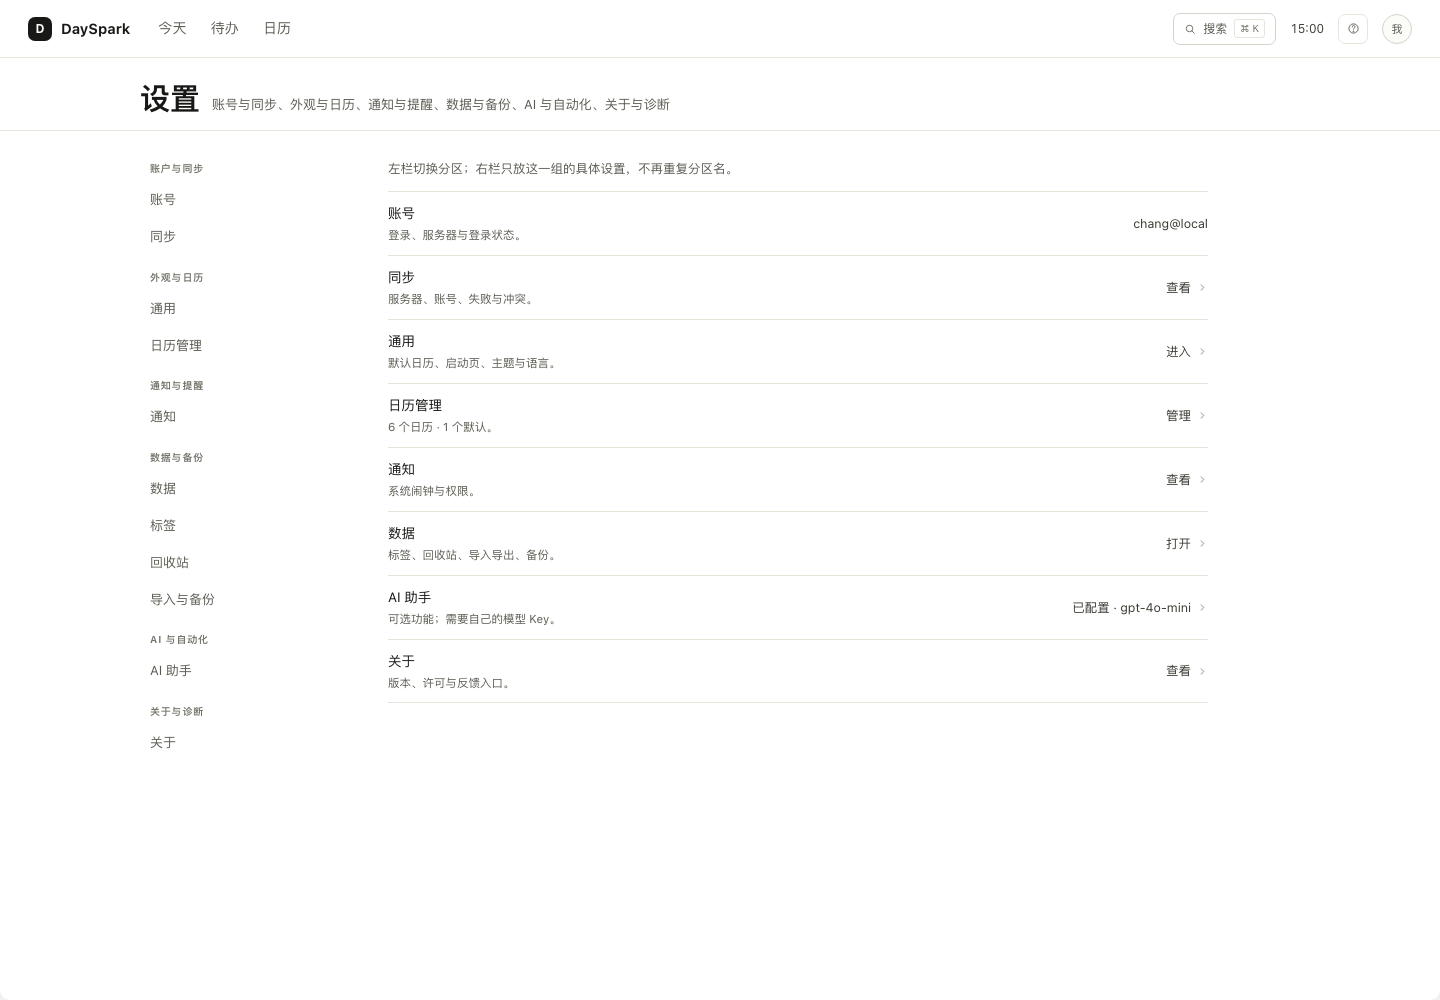 D DaySpark 今天 待办 日历 搜索 ⌘ K 15:00 我
设置 账号与同步、外观与日历、通知与提醒、数据与备份、AI 与自动化、关于与诊断
账户与同步
账号
同步
外观与日历
通用
日历管理
通知与提醒
通知
数据与备份
数据
标签
回收站
导入与备份
AI 与自动化
AI 助手
关于与诊断
关于
左栏切换分区；右栏只放这一组的具体设置，不再重复分区名。
账号
登录、服务器与登录状态。
chang@local
同步
服务器、账号、失败与冲突。
查看
通用
默认日历、启动页、主题与语言。
进入
日历管理
6 个日历 · 1 个默认。
管理
通知
系统闹钟与权限。
查看
数据
标签、回收站、导入导出、备份。
打开
AI 助手
可选功能；需要自己的模型 Key。
已配置 · gpt-4o-mini
关于
版本、许可与反馈入口。
查看